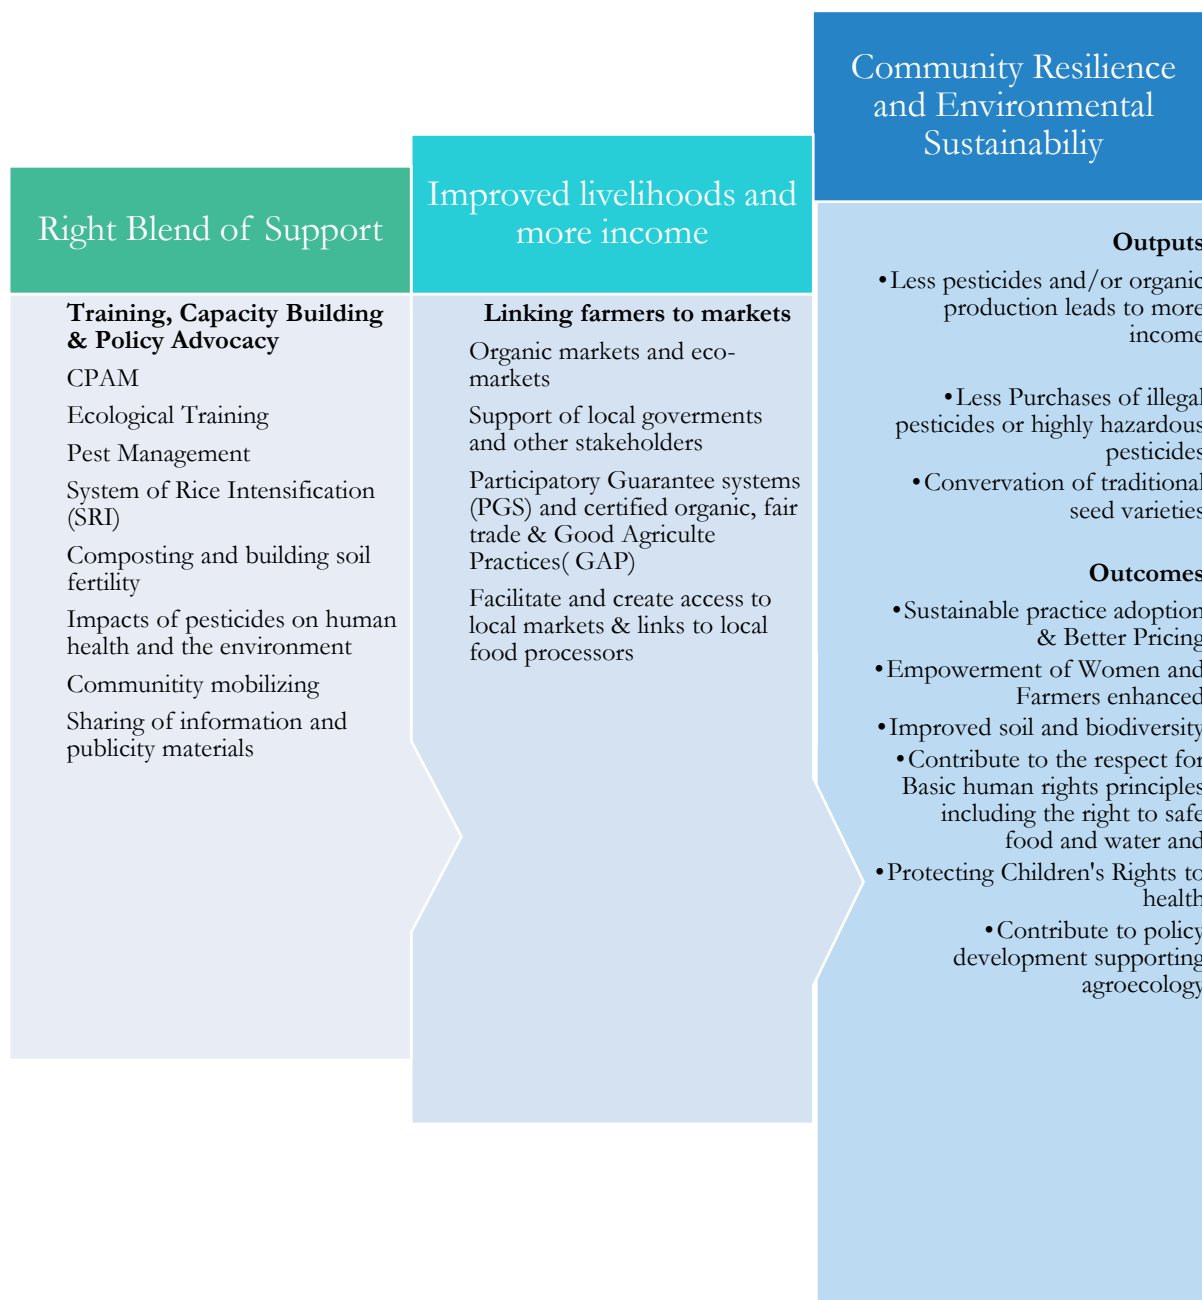 Right Blend of Support
Training, Capacity Building
& Policy Advocacy
CPAM
Ecological Training
Pest Management
System of Rice Intensification
(SRI)
Composting and building soil
fertility
Impacts of pesticides on human
health and the environment
Communitity mobilizing
Sharing of information and
publicity materials
Improved livelihoods and
more income
Linking farmers to markets
Organic markets and eco-
markets
Support of local goverments
and other stakeholders
Participatory Guarantee systems
(PGS) and certified organic, fair
trade & Good Agriculte
Practices( GAP)
Facilitate and create access to
local markets & links to local
food processors
Community Resilience
and Environmental
Sustainabiliy
Outputs
•Less pesticides and/or organic
production leads to more
income
•Less Purchases of illegal
pesticides or highly hazardous
pesticides
•Convervation of traditional
seed varieties
Outcomes
•Sustainable practice adoption
& Better Pricing
•Empowerment of Women and
Farmers enhanced
•Improved soil and biodiversity
•Contribute to the respect for
Basic human rights principles
including the right to safe
food and water and
•Protecting Children's Rights to
health
•Contribute to policy
development supporting
agroecology